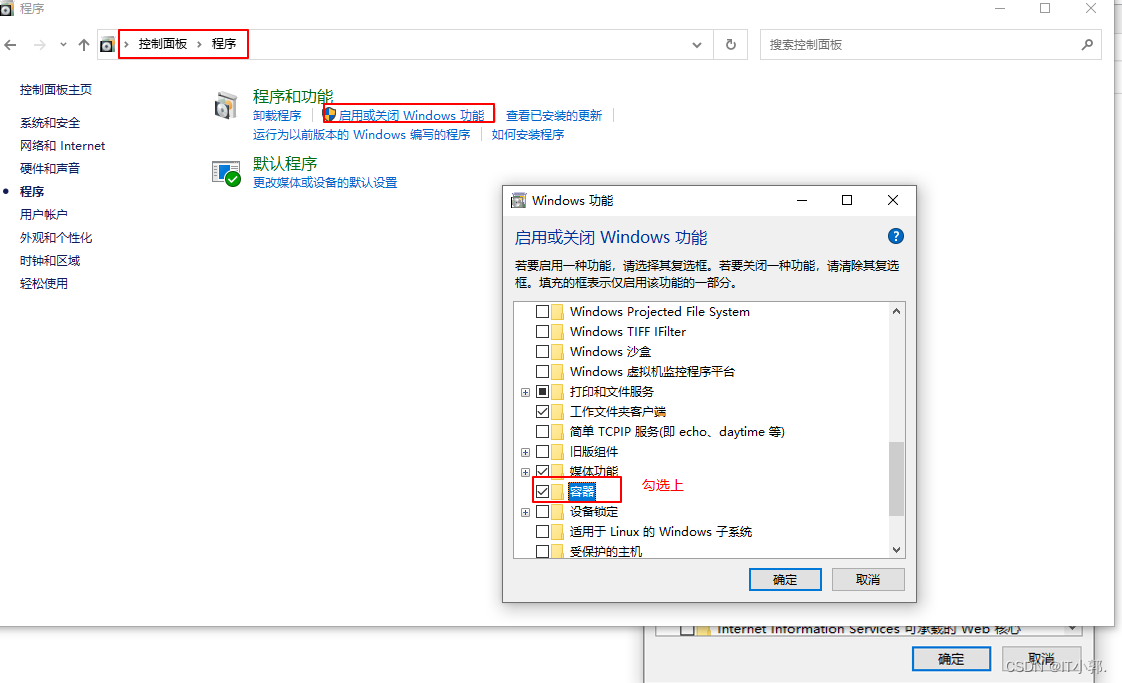 程序
控制面板 › 程序
搜索控制面板
控制面板主页
系统和安全
网络和 Internet
硬件和声音
程序
用户帐户
外观和个性化
时钟和区域
轻松使用
程序和功能
卸载程序 启用或关闭 Windows 功能 查看已安装的更新
运行为以前版本的 Windows 编写的程序 如何安装程序
默认程序
更改媒体或设备的默认设置
Windows 功能
启用或关闭 Windows 功能
若要启用一种功能，请选择其复选框。若要关闭一种功能，请清除其复选
框。填充的框表示仅启用该功能的一部分。
Windows Projected File System
Windows TIFF IFilter
Windows 沙盒
Windows 虚拟机监控程序平台
打印和文件服务
工作文件夹客户端
简单 TCPIP 服务(即 echo、daytime 等)
旧版组件
媒体功能
容器
勾选上
设备锁定
适用于 Linux 的 Windows 子系统
受保护的主机
确定 取消
Internet Information Services 可承载的 Web 核心
确定 取消
CSDN @IT小郭.